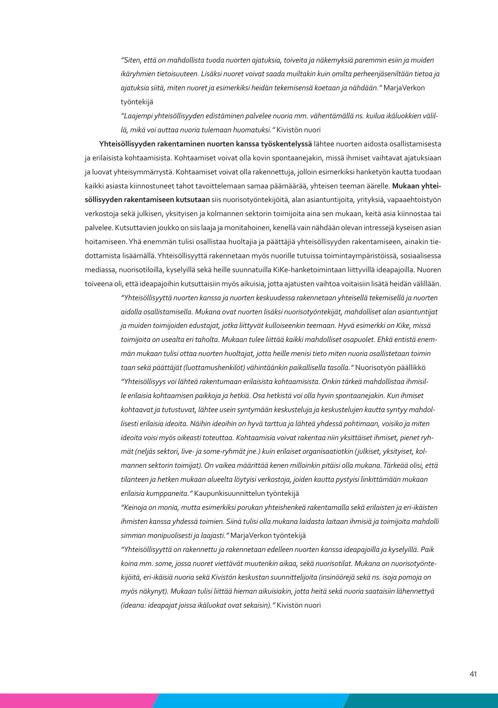 ”Siten, että on mahdollista tuoda nuorten ajatuksia, toiveita ja näkemyksiä paremmin esiin ja muiden
ikäryhmien tietoisuuteen. Lisäksi nuoret voivat saada muiltakin kuin omilta perheenjäseniltään tietoa ja
ajatuksia siitä, miten nuoret ja esimerkiksi heidän tekemisensä koetaan ja nähdään.” MarjaVerkon
työntekijä
”Laajempi yhteisöllisyyden edistäminen palvelee nuoria mm. vähentämällä ns. kuilua ikäluokkien välil-
lä, mikä voi auttaa nuoria tulemaan huomatuksi.” Kivistön nuori
Yhteisöllisyyden rakentaminen nuorten kanssa työskentelyssä lähtee nuorten aidosta osallistamisesta
ja erilaisista kohtaamisista. Kohtaamiset voivat olla kovin spontaanejakin, missä ihmiset vaihtavat ajatuksiaan
ja luovat yhteisymmärrystä. Kohtaamiset voivat olla rakennettuja, jolloin esimerkiksi hanketyön kautta tuodaan
kaikki asiasta kiinnostuneet tahot tavoittelemaan samaa päämäärää, yhteisen teeman äärelle. Mukaan yhtei-
söllisyyden rakentamiseen kutsutaan siis nuorisotyöntekijöitä, alan asiantuntijoita, yrityksiä, vapaaehtoistyön
verkostoja sekä julkisen, yksityisen ja kolmannen sektorin toimijoita aina sen mukaan, keitä asia kiinnostaa tai
palvelee. Kutsuttavien joukko on siis laaja ja monitahoinen, kenellä vain nähdään olevan intressejä kyseisen asian
hoitamiseen. Yhä enemmän tulisi osallistaa huoltajia ja päättäjiä yhteisöllisyyden rakentamiseen, ainakin tie-
dottamista lisäämällä. Yhteisöllisyyttä rakennetaan myös nuorille tutuissa toimintaympäristöissä, sosiaalisessa
mediassa, nuorisotiloilla, kyselyillä sekä heille suunnatuilla KiKe-hanketoimintaan liittyvillä ideapajoilla. Nuoren
toiveena oli, että ideapajoihin kutsuttaisiin myös aikuisia, jotta ajatusten vaihtoa voitaisiin lisätä heidän välillään.
”Yhteisöllisyyttä nuorten kanssa ja nuorten keskuudessa rakennetaan yhteisellä tekemisellä ja nuorten
aidolla osallistamisella. Mukana ovat nuorten lisäksi nuorisotyöntekijät, mahdolliset alan asiantuntijat
ja muiden toimijoiden edustajat, jotka liittyvät kulloiseenkin teemaan. Hyvä esimerkki on Kike, missä
toimijoita on usealta eri taholta. Mukaan tulee liittää kaikki mahdolliset osapuolet. Ehkä entistä enem-
män mukaan tulisi ottaa nuorten huoltajat, jotta heille menisi tieto miten nuoria osallistetaan toimin
taan sekä päättäjät (luottamushenkilöt) vähintäänkin paikallisella tasolla.” Nuorisotyön päällikkö
”Yhteisöllisyys voi lähteä rakentumaan erilaisista kohtaamisista. Onkin tärkeä mahdollistaa ihmisil-
le erilaisia kohtaamisen paikkoja ja hetkiä. Osa hetkistä voi olla hyvin spontaanejakin. Kun ihmiset
kohtaavat ja tutustuvat, lähtee usein syntymään keskusteluja ja keskustelujen kautta syntyy mahdol-
lisesti erilaisia ideoita. Näihin ideoihin on hyvä tarttua ja lähteä yhdessä pohtimaan, voisiko ja miten
ideoita voisi myös oikeasti toteuttaa. Kohtaamisia voivat rakentaa niin yksittäiset ihmiset, pienet ryh-
mät (neljäs sektori, live- ja some-ryhmät jne.) kuin erilaiset organisaatiotkin (julkiset, yksityiset, kol-
mannen sektorin toimijat). On vaikea määrittää kenen milloinkin pitäisi olla mukana. Tärkeää olisi, että
tilanteen ja hetken mukaan alueelta löytyisi verkostoja, joiden kautta pystyisi linkittämään mukaan
erilaisia kumppaneita.” Kaupunkisuunnittelun työntekijä
”Keinoja on monia, mutta esimerkiksi porukan yhteishenkeä rakentamalla sekä erilaisten ja eri-ikäisten
ihmisten kanssa yhdessä toimien. Siinä tulisi olla mukana laidasta laitaan ihmisiä ja toimijoita mahdolli
simman monipuolisesti ja laajasti.” MarjaVerkon työntekijä
”Yhteisöllisyyttä on rakennettu ja rakennetaan edelleen nuorten kanssa ideapajoilla ja kyselyillä. Paik
koina mm. some, jossa nuoret viettävät muutenkin aikaa, sekä nuorisotilat. Mukana on nuorisotyönte-
kijöitä, eri-ikäisiä nuoria sekä Kivistön keskustan suunnittelijoita (insinöörejä sekä ns. isoja pomoja on
myös näkynyt). Mukaan tulisi liittää hieman aikuisiakin, jotta heitä sekä nuoria saataisiin lähennettyä
(ideana: ideapajat joissa ikäluokat ovat sekaisin).” Kivistön nuori
41